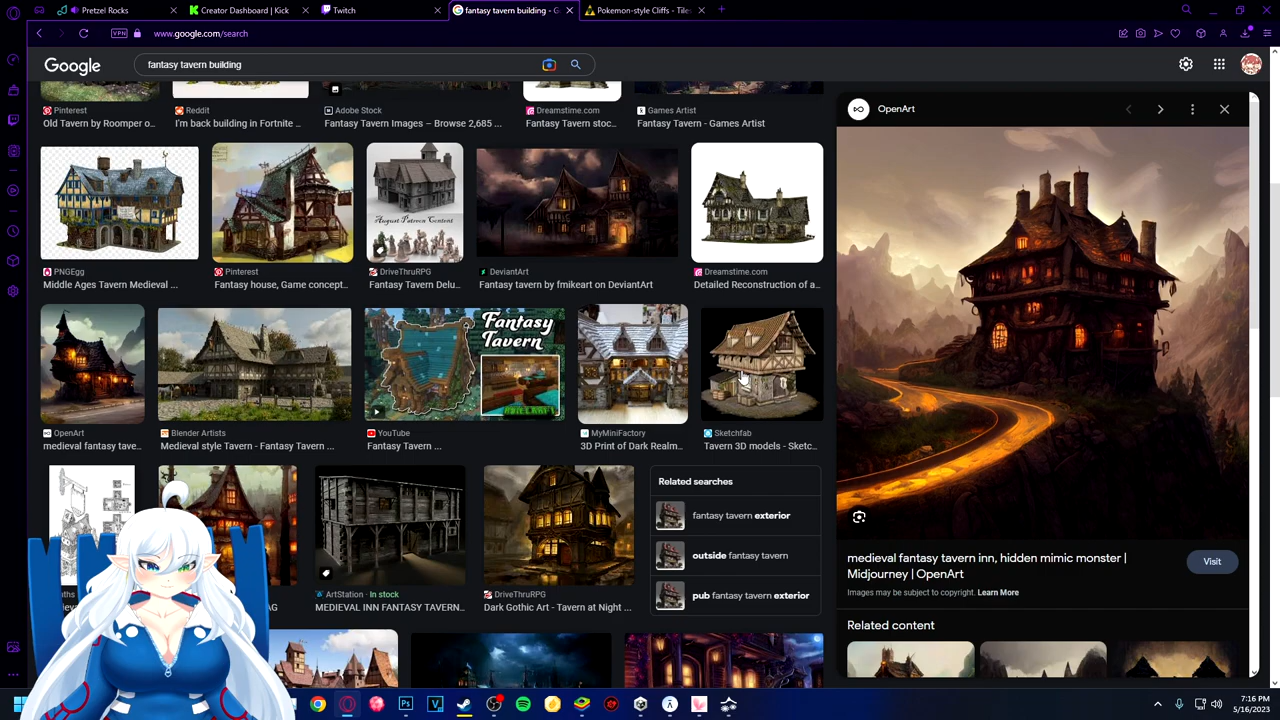 Pretzel Rocks
Creator Dashboard | Kick
Twitch
fantasy tavern building - G
Pokemon-style Cliffs - Tiles
VPN
www.google.com/search
Google
fantasy tavern building
Pinterest
Old Tavern by Roomper o...
Reddit
I'm back building in Fortnite ...
Adobe Stock
Fantasy Tavern Images – Browse 2,685 ...
Dreamstime.com
Fantasy Tavern stoc...
Games Artist
Fantasy Tavern - Games Artist
OpenArt
August Patreon Content
PNGEgg
Middle Ages Tavern Medieval ...
Pinterest
Fantasy house, Game concept...
DriveThruRPG
Fantasy Tavern Delu...
DeviantArt
Fantasy tavern by fmikeart on DeviantArt
Dreamstime.com
Detailed Reconstruction of a...
Fantasy
Tavern
MINECRAFT
OpenArt
medieval fantasy tave...
Blender Artists
Medieval style Tavern - Fantasy Tavern ...
YouTube
Fantasy Tavern ...
MyMiniFactory
3D Print of Dark Realm...
Sketchfab
Tavern 3D models - Sketc...
Related searches
fantasy tavern exterior
outside fantasy tavern
pub fantasy tavern exterior
ArtStation · In stock
MEDIEVAL INN FANTASY TAVERN...
DriveThruRPG
Dark Gothic Art - Tavern at Night ...
medieval fantasy tavern inn, hidden mimic monster |
Midjourney | OpenArt
Visit
Images may be subject to copyright. Learn More
Related content
7:16 PM
5/16/2023